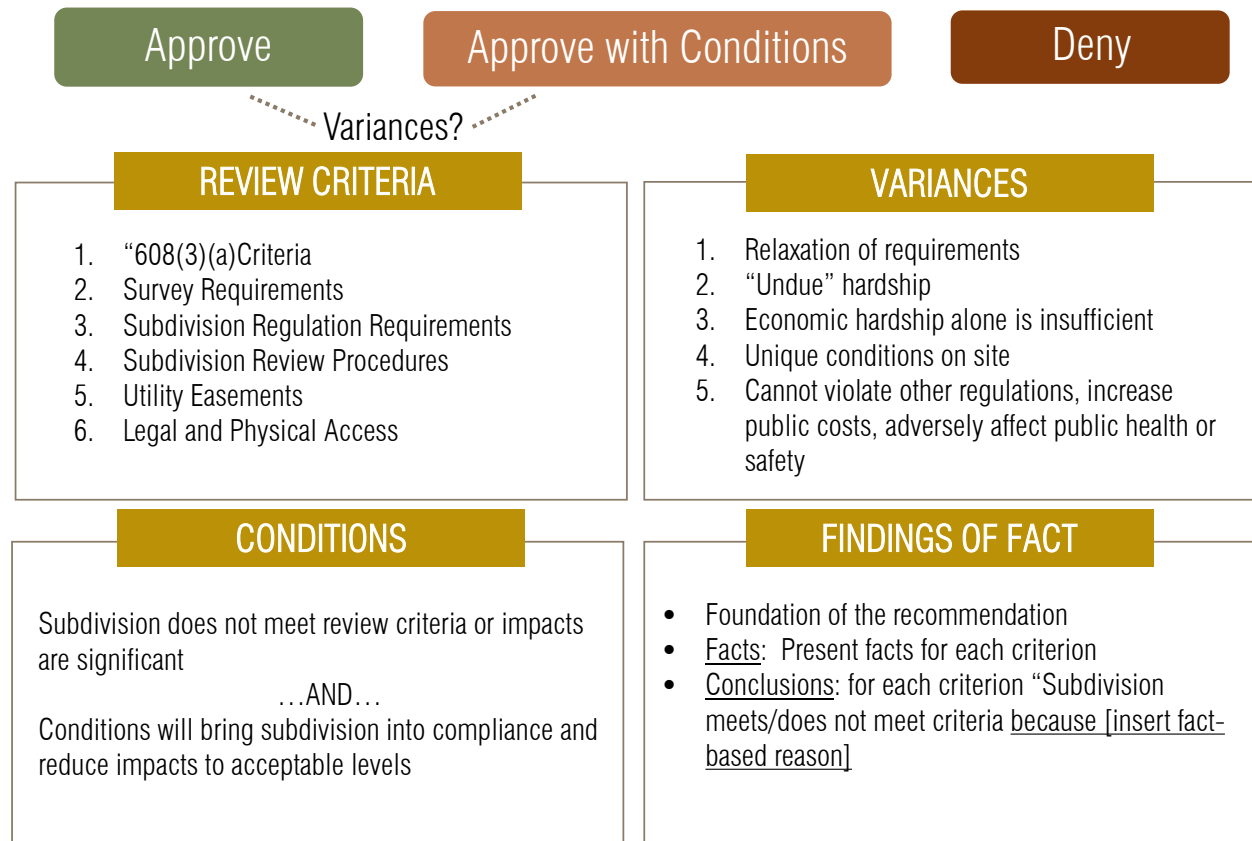 Approve
Approve with Conditions
Deny
Variances?
REVIEW CRITERIA
1. “608(3)(a)Criteria
2. Survey Requirements
3. Subdivision Regulation Requirements
4. Subdivision Review Procedures
5. Utility Easements
6. Legal and Physical Access
VARIANCES
1. Relaxation of requirements
2. “Undue” hardship
3. Economic hardship alone is insufficient
4. Unique conditions on site
5. Cannot violate other regulations, increase
public costs, adversely affect public health or
safety
CONDITIONS
Subdivision does not meet review criteria or impacts
are significant
…AND…
Conditions will bring subdivision into compliance and
reduce impacts to acceptable levels
FINDINGS OF FACT
• Foundation of the recommendation
• Facts: Present facts for each criterion
• Conclusions: for each criterion “Subdivision
meets/does not meet criteria because [insert fact-
based reason]